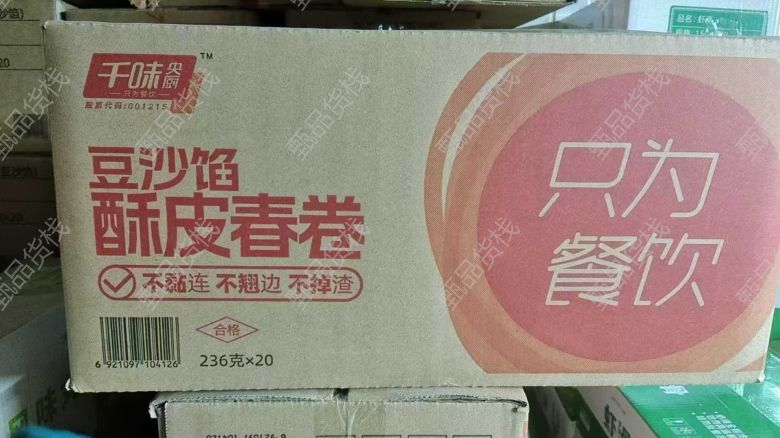 千味央厨™
只为餐饮
股票代码:001215
豆沙馅
酥皮春卷
不黏连 不翘边 不掉渣
合格
6 921097 104126
236克×20
只为
餐饮
甄品货栈